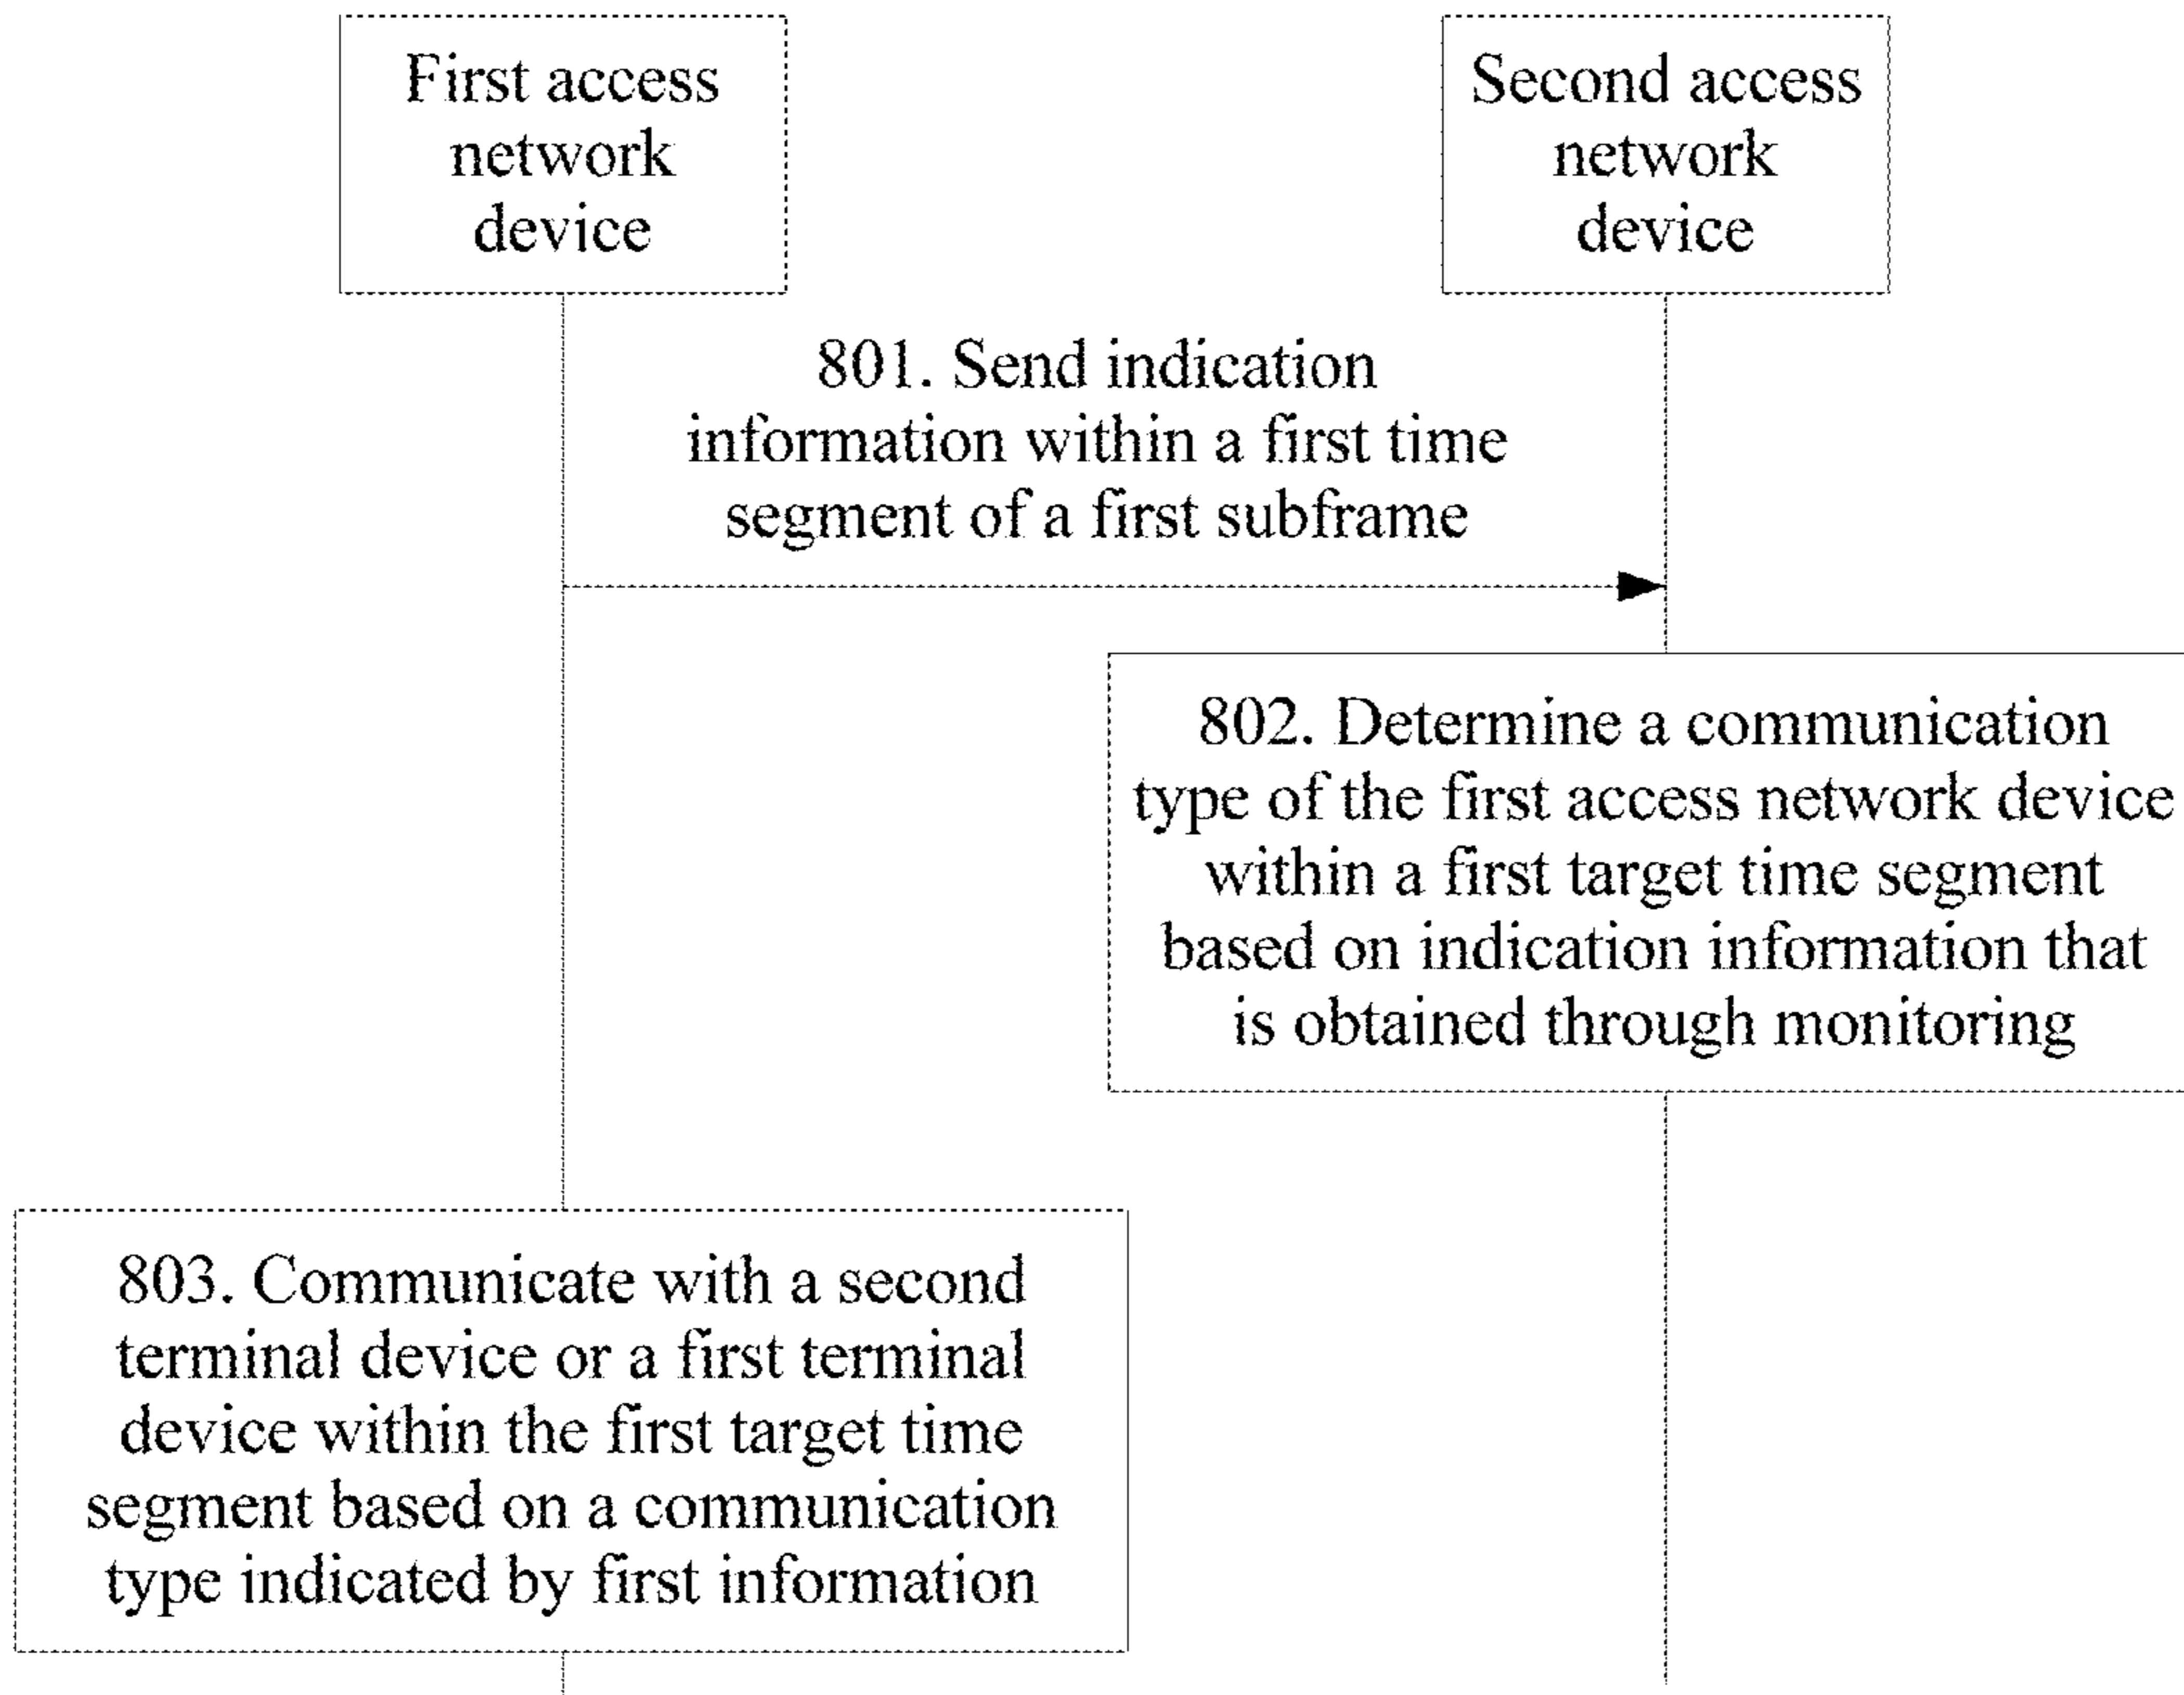 First access
network
device
Second access
network
device
801. Send indication
information within a first time
segment of a first subframe
802. Determine a communication
type of the first access network device
within a first target time segment
based on indication information that
is obtained through monitoring
803. Communicate with a second
terminal device or a first terminal
device within the first target time
segment based on a communication
type indicated by first information